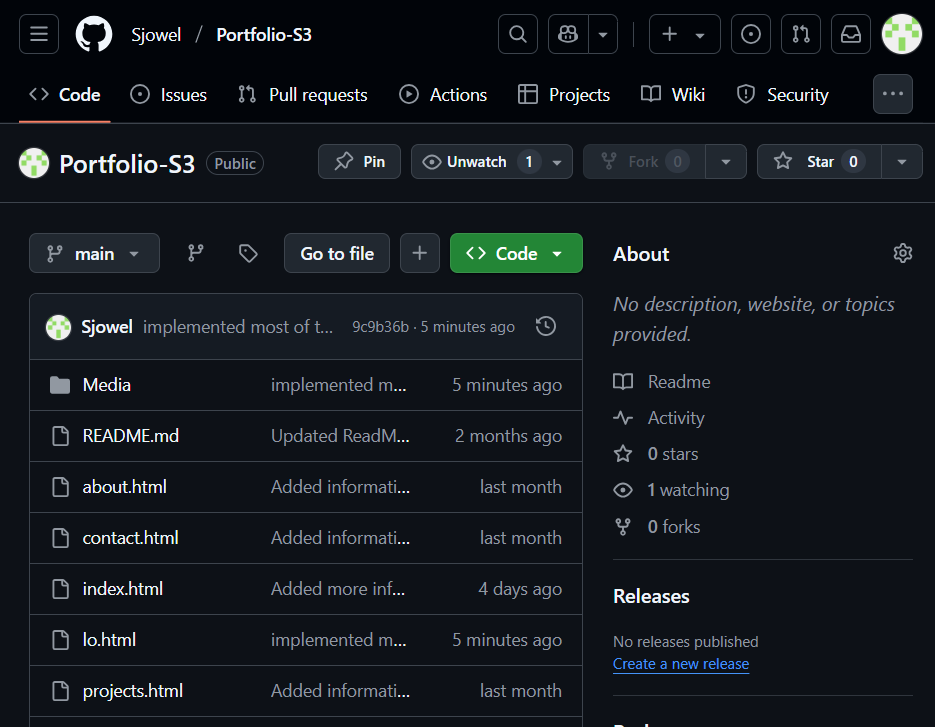 Sjowel / Portfolio-S3
Code Issues Pull requests Actions Projects Wiki Security
Portfolio-S3 Public Pin Unwatch 1 Fork 0 Star 0
main Go to file Code
Sjowel implemented most of t... 9c9b36b · 5 minutes ago
Media implemented m... 5 minutes ago
README.md Updated ReadM... 2 months ago
about.html Added informati... last month
contact.html Added informati... last month
index.html Added more inf... 4 days ago
lo.html implemented m... 5 minutes ago
projects.html Added informati... last month
About
No description, website, or topics
provided.
Readme
Activity
0 stars
1 watching
0 forks
Releases
No releases published
Create a new release